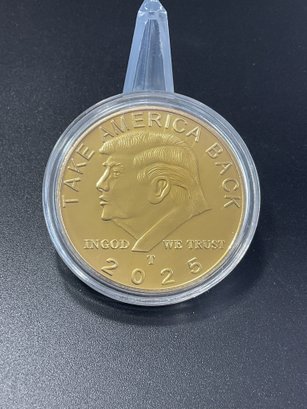 TAKE AMERICA BACK
IN GOD WE TRUST
T
2025